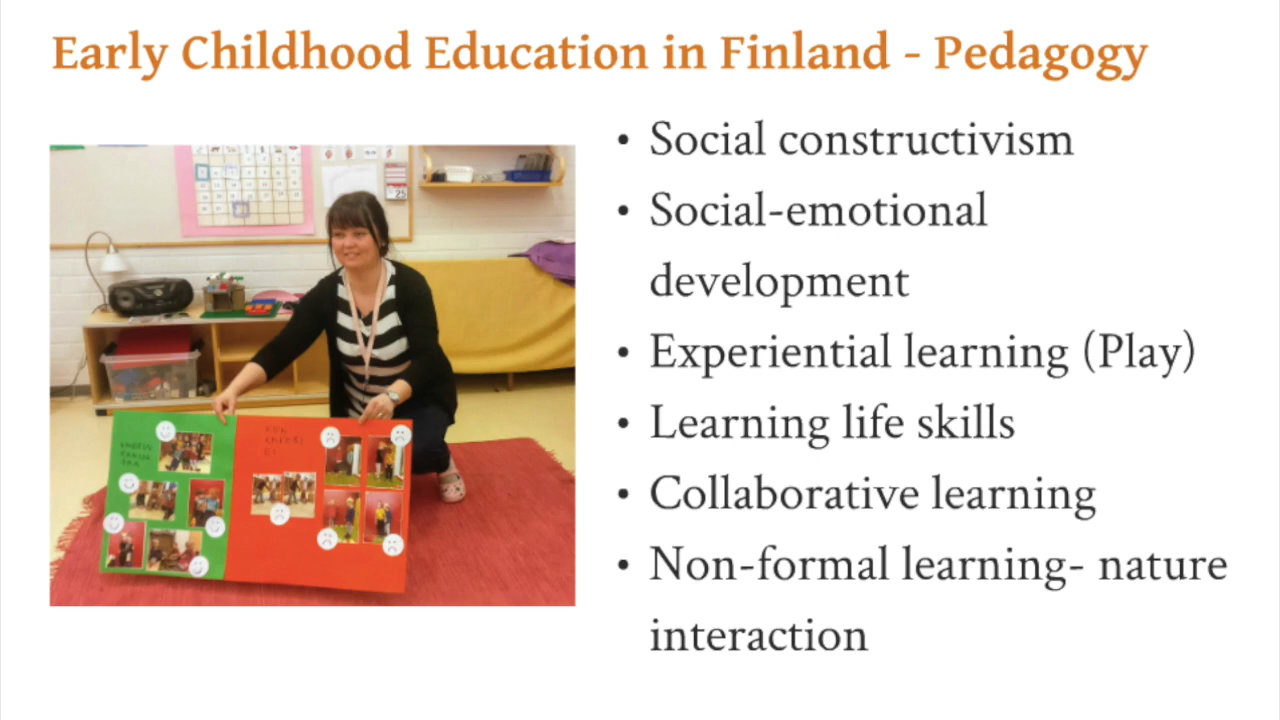 Early Childhood Education in Finland - Pedagogy
• Social constructivism
• Social-emotional
development
• Experiential learning (Play)
• Learning life skills
• Collaborative learning
• Non-formal learning- nature
interaction
25